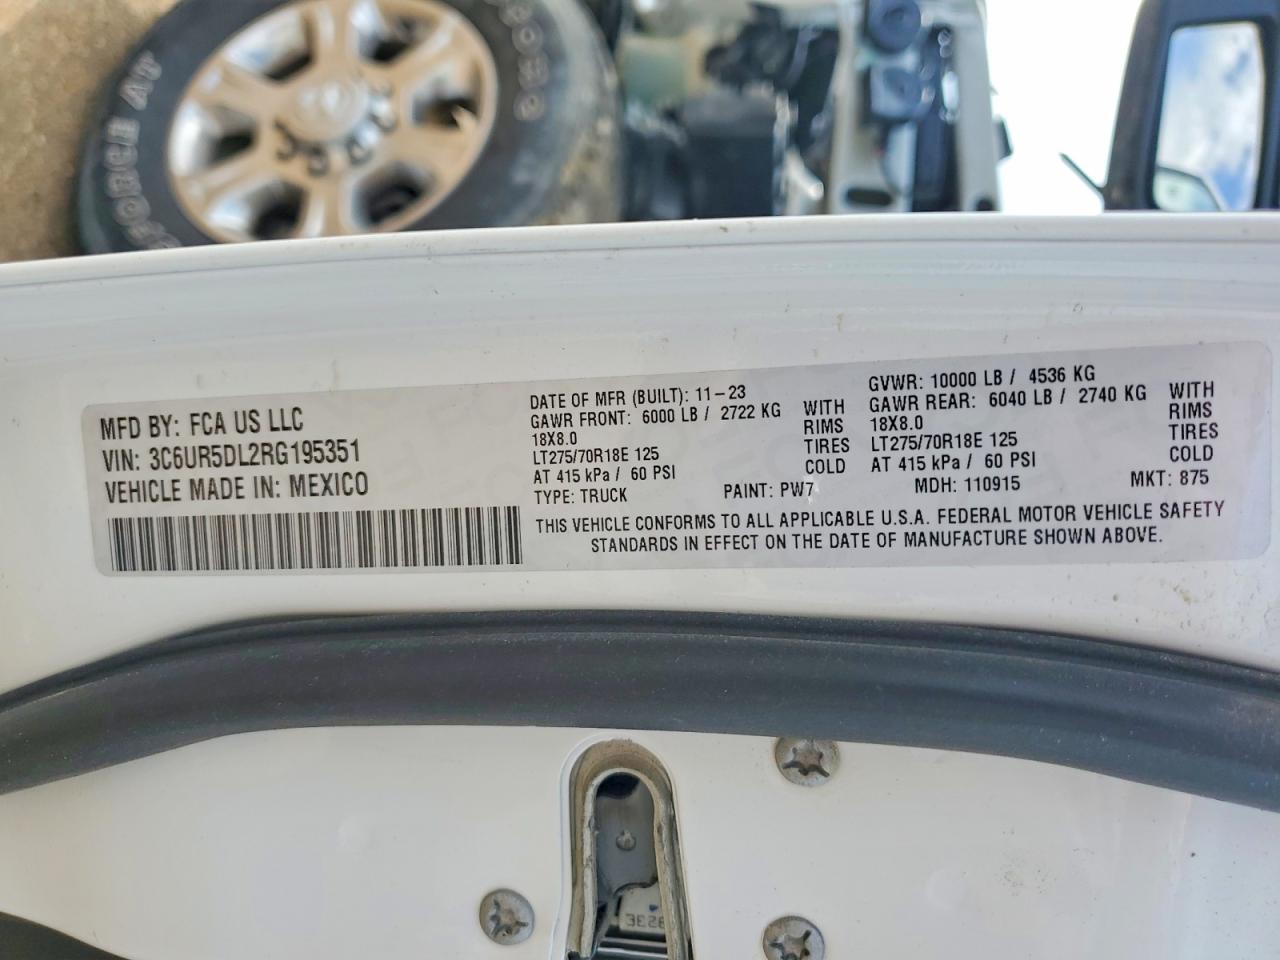 MFD BY: FCA US LLC
VIN: 3C6UR5DL2RG195351
VEHICLE MADE IN: MEXICO
DATE OF MFR (BUILT): 11-23
GAWR FRONT: 6000 LB / 2722 KG WITH
18X8.0 RIMS
LT275/70R18E 125 TIRES
AT 415 kPa / 60 PSI COLD
TYPE: TRUCK PAINT: PW7
GVWR: 10000 LB / 4536 KG
GAWR REAR: 6040 LB / 2740 KG WITH
18X8.0 RIMS
LT275/70R18E 125 TIRES
AT 415 kPa / 60 PSI COLD
MDH: 110915 MKT: 875
THIS VEHICLE CONFORMS TO ALL APPLICABLE U.S.A. FEDERAL MOTOR VEHICLE SAFETY
STANDARDS IN EFFECT ON THE DATE OF MANUFACTURE SHOWN ABOVE.